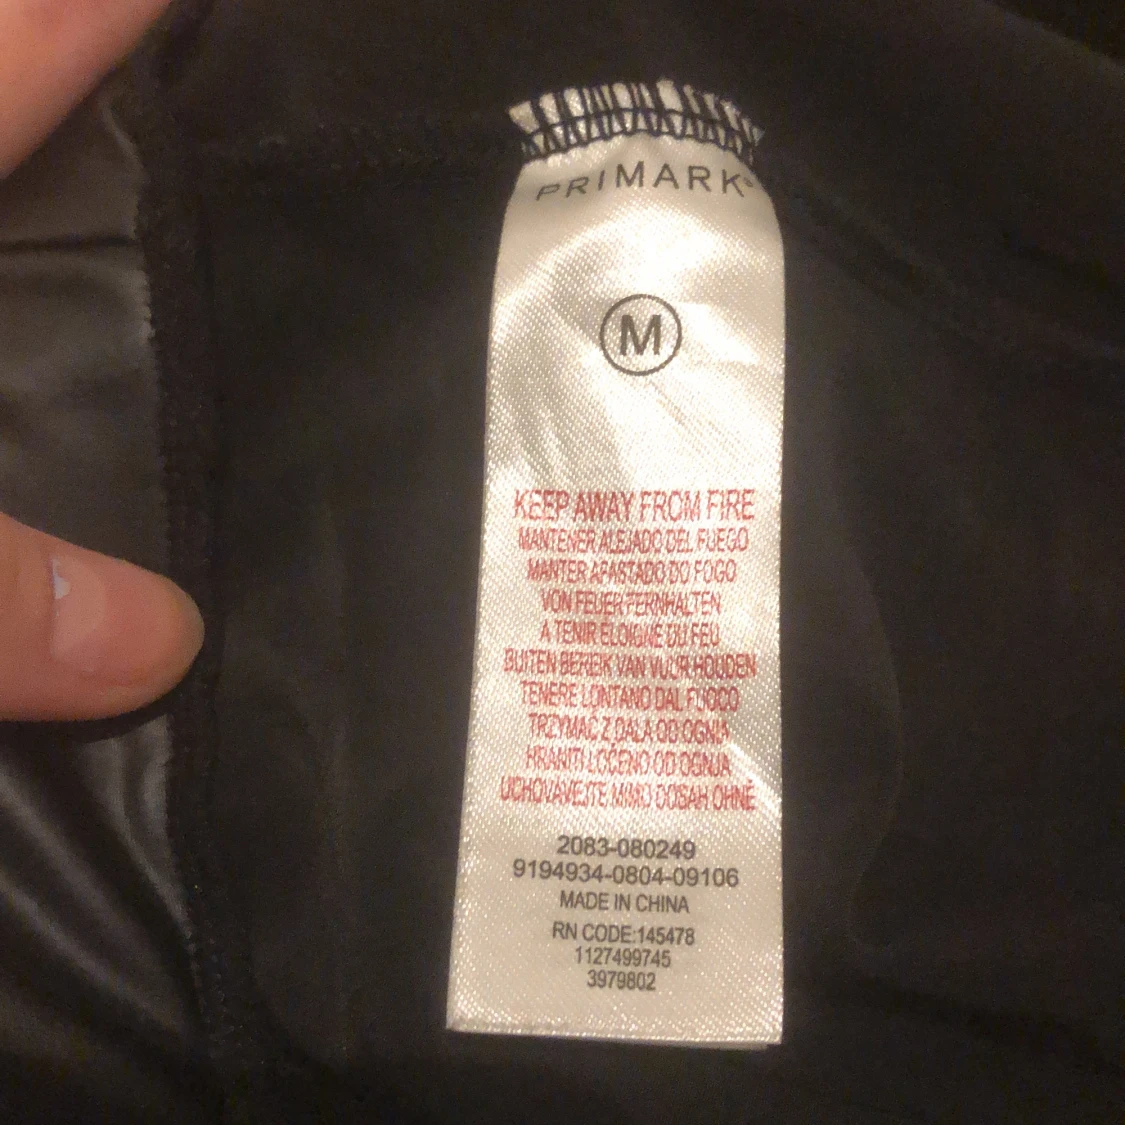 PRIMARK®
M
KEEP AWAY FROM FIRE
MANTENER ALEJADO DEL FUEGO
MANTER AFASTADO DO FOGO
VON FEUER FERNHALTEN
A TENIR ELOIGNE DU FEU
BUITEN BEREIK VAN VUUR HOUDEN
TENERE LONTANO DAL FUOCO
TRZYMAĆ Z DALA OD OGNIA
HRANITI LOČENO OD OGNJA
UCHOVÁVEJTE MIMO DOSAH OHNĚ
2083-080249
9194934-0804-09106
MADE IN CHINA
RN CODE:145478
1127499745
3979802